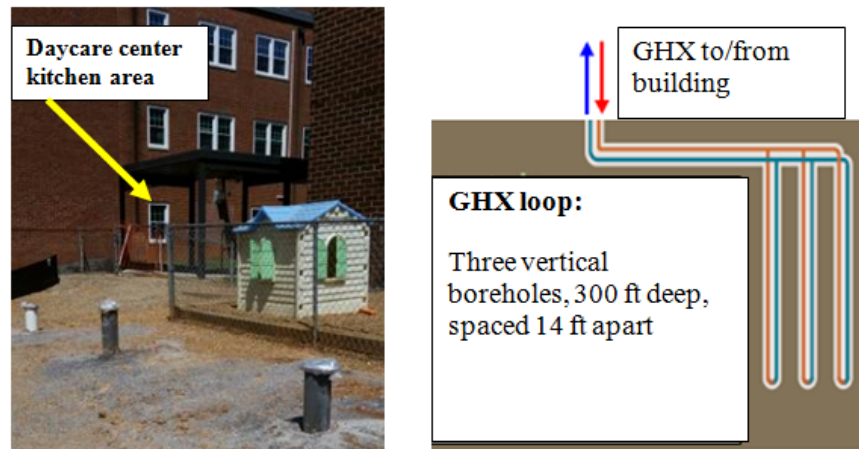 Daycare center
kitchen area
GHX to/from
building
GHX loop:
Three vertical
boreholes, 300 ft deep,
spaced 14 ft apart